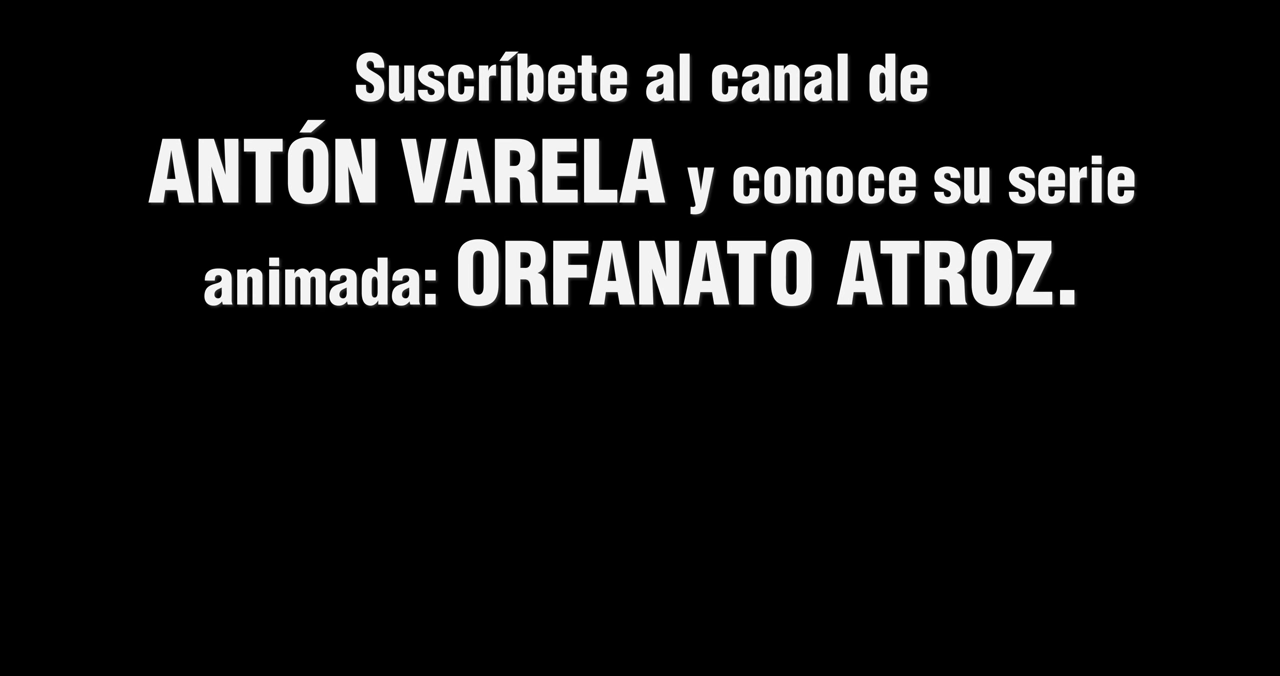 Suscríbete al canal de
ANTÓN VARELA y conoce su serie
animada: ORFANATO ATROZ.